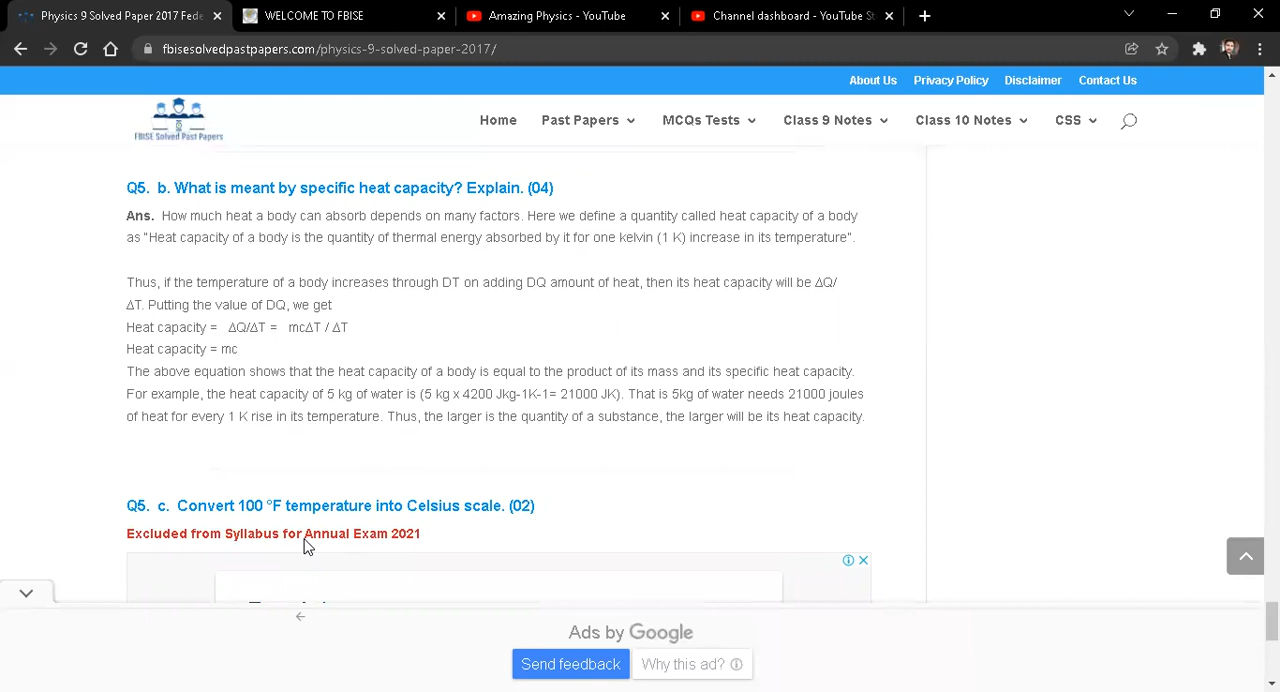 Physics 9 Solved Paper 2017 Fede
WELCOME TO FBISE
Amazing Physics - YouTube
Channel dashboard - YouTube St
fbisesolvedpastpapers.com/physics-9-solved-paper-2017/
About Us Privacy Policy Disclaimer Contact Us
FBISE Solved Past Papers
Home Past Papers MCQs Tests Class 9 Notes Class 10 Notes CSS
Q5. b. What is meant by specific heat capacity? Explain. (04)
Ans. How much heat a body can absorb depends on many factors. Here we define a quantity called heat capacity of a body
as "Heat capacity of a body is the quantity of thermal energy absorbed by it for one kelvin (1 K) increase in its temperature".
Thus, if the temperature of a body increases through DT on adding DQ amount of heat, then its heat capacity will be ΔQ/
ΔT. Putting the value of DQ, we get
Heat capacity = ΔQ/ΔT = mcΔT / ΔT
Heat capacity = mc
The above equation shows that the heat capacity of a body is equal to the product of its mass and its specific heat capacity.
For example, the heat capacity of 5 kg of water is (5 kg x 4200 Jkg-1K-1= 21000 JK). That is 5kg of water needs 21000 joules
of heat for every 1 K rise in its temperature. Thus, the larger is the quantity of a substance, the larger will be its heat capacity.
Q5. c. Convert 100 °F temperature into Celsius scale. (02)
Excluded from Syllabus for Annual Exam 2021
Ads by Google
Send feedback Why this ad?